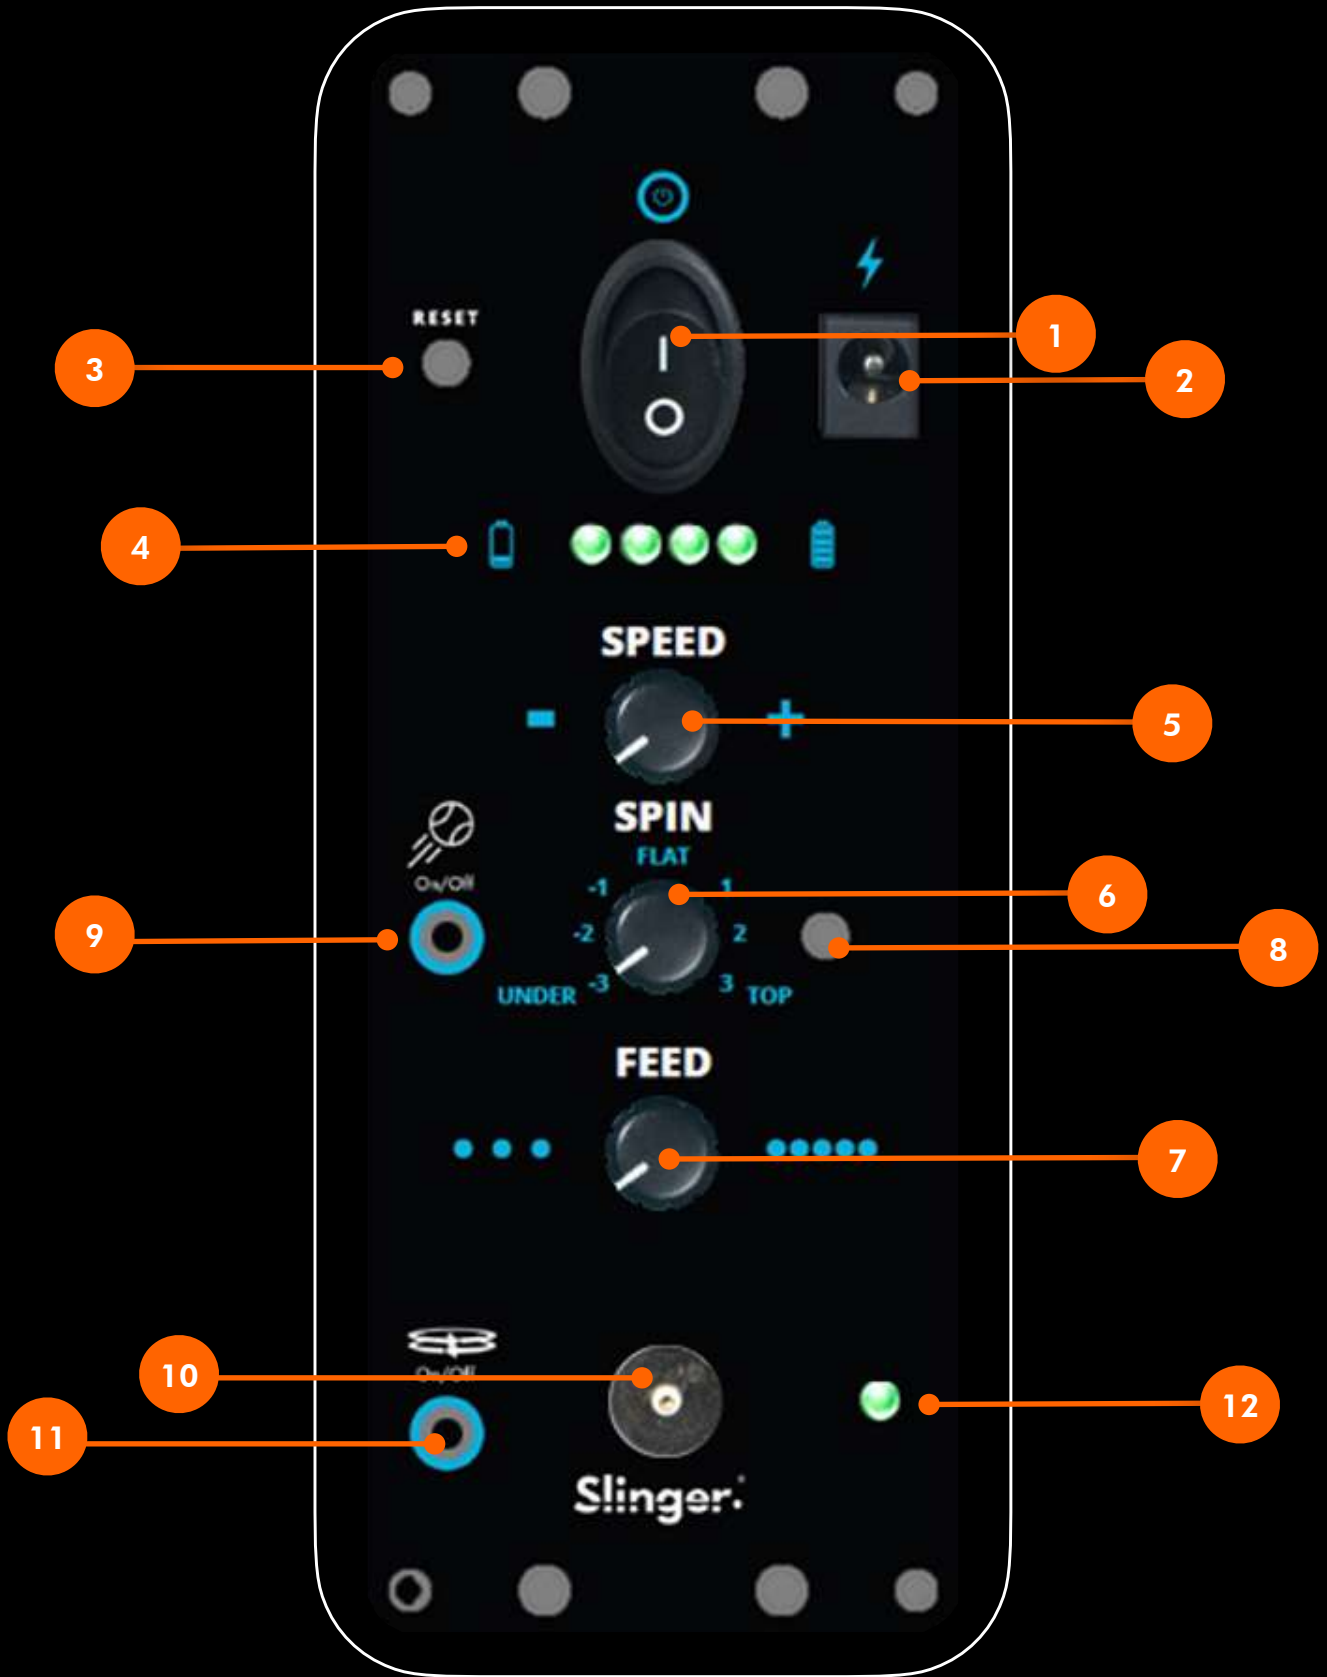 RESET
1
2
3
4
SPEED
5
SPIN
FLAT
On/Off
-1 1
6
9
-2 2
8
-3 3
UNDER TOP
FEED
7
On/Off
10
11
12
Slinger